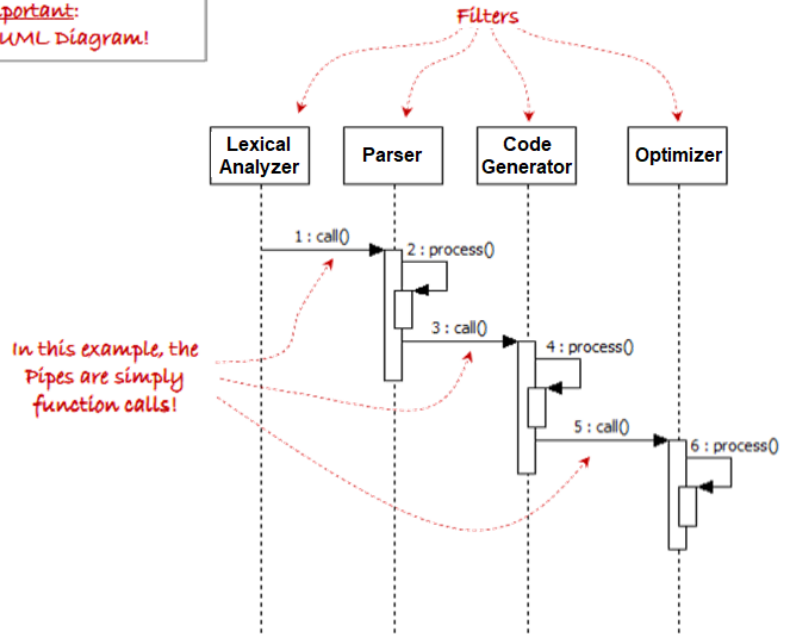 portant:
UML Diagram!
Filters
Lexical
Analyzer
Parser
Code
Generator
Optimizer
1 : call()
2 : process()
3 : call()
4 : process()
In this example, the
Pipes are simply
function calls!
5 : call()
6 : process()